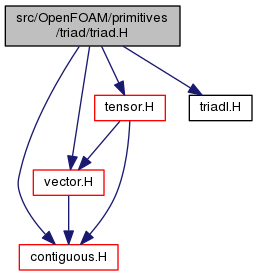 src/OpenFOAM/primitives
/triad/triad.H
tensor.H
triadI.H
vector.H
contiguous.H